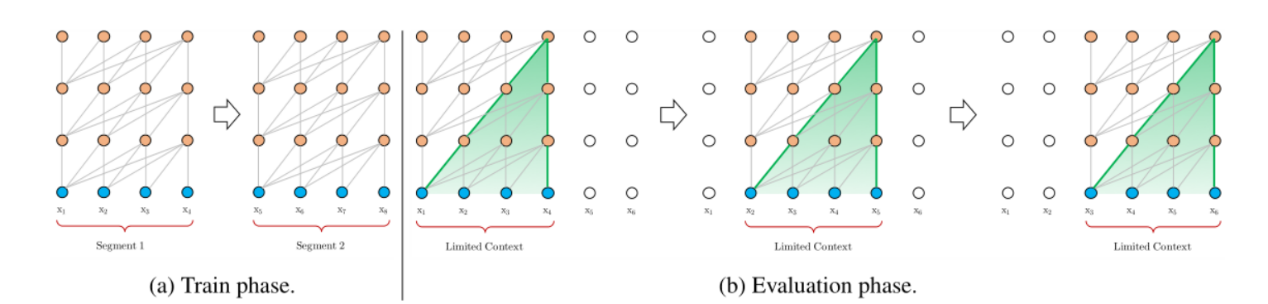 x₁ x₂ x₃ x₄ x₅ x₆ x₇ x₈ x₁ x₂ x₃ x₄ x₅ x₆ x₁ x₂ x₃ x₄ x₅ x₆ x₁ x₂ x₃ x₄ x₅ x₆
Segment 1 Segment 2 Limited Context Limited Context Limited Context
(a) Train phase. (b) Evaluation phase.